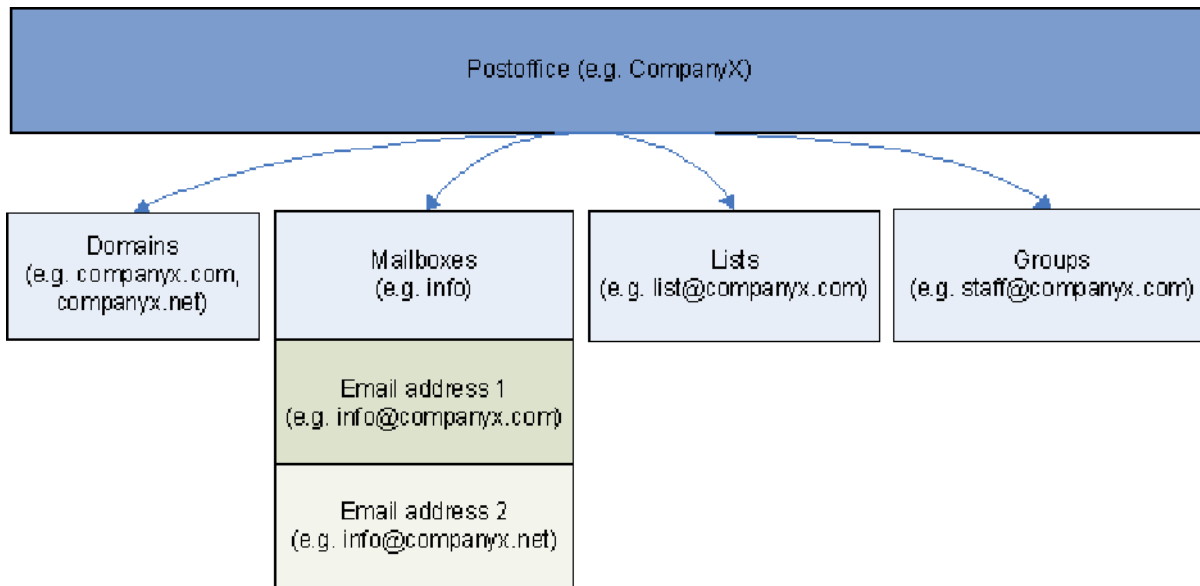 Postoffice (e.g. CompanyX)
Domains
(e.g. companyx.com,
companyx.net)
Mailboxes
(e.g. info)
Lists
(e.g. list@companyx.com)
Groups
(e.g. staff@companyx.com)
Email address 1
(e.g. info@companyx.com)
Email address 2
(e.g. info@companyx.net)